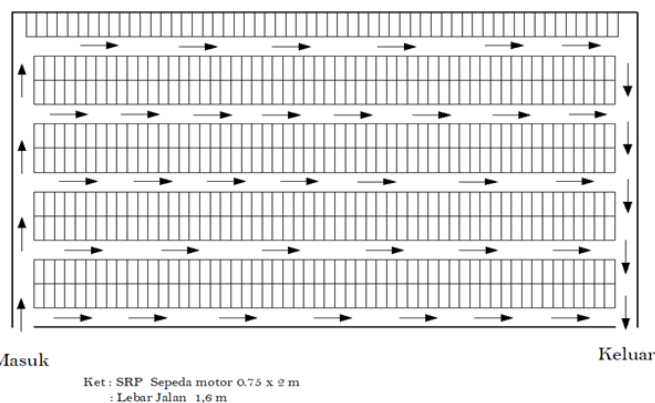 Masuk
Keluar
Ket : SRP Sepeda motor 0.75 x 2 m
: Lebar Jalan 1,6 m